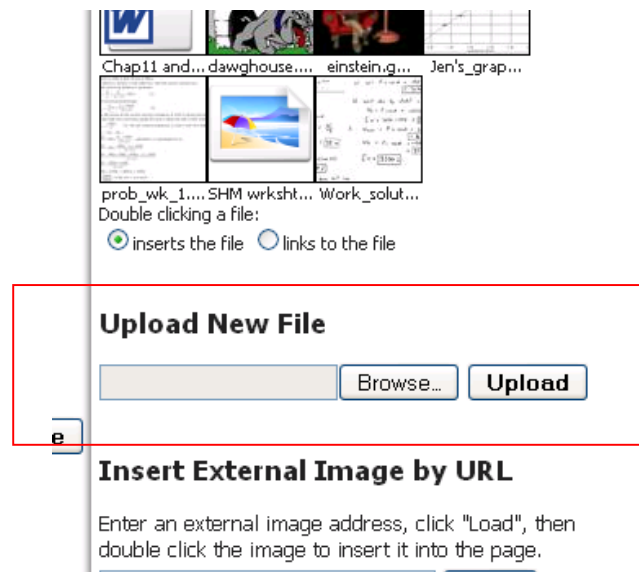 W
Chap11 and... dawghouse.... einstein.g... Jen's_grap...
prob_wk_1.... SHM wrksht... Work_solut...
Double clicking a file:
inserts the file links to the file
Upload New File
Browse... Upload
e
Insert External Image by URL
Enter an external image address, click "Load", then
double click the image to insert it into the page.